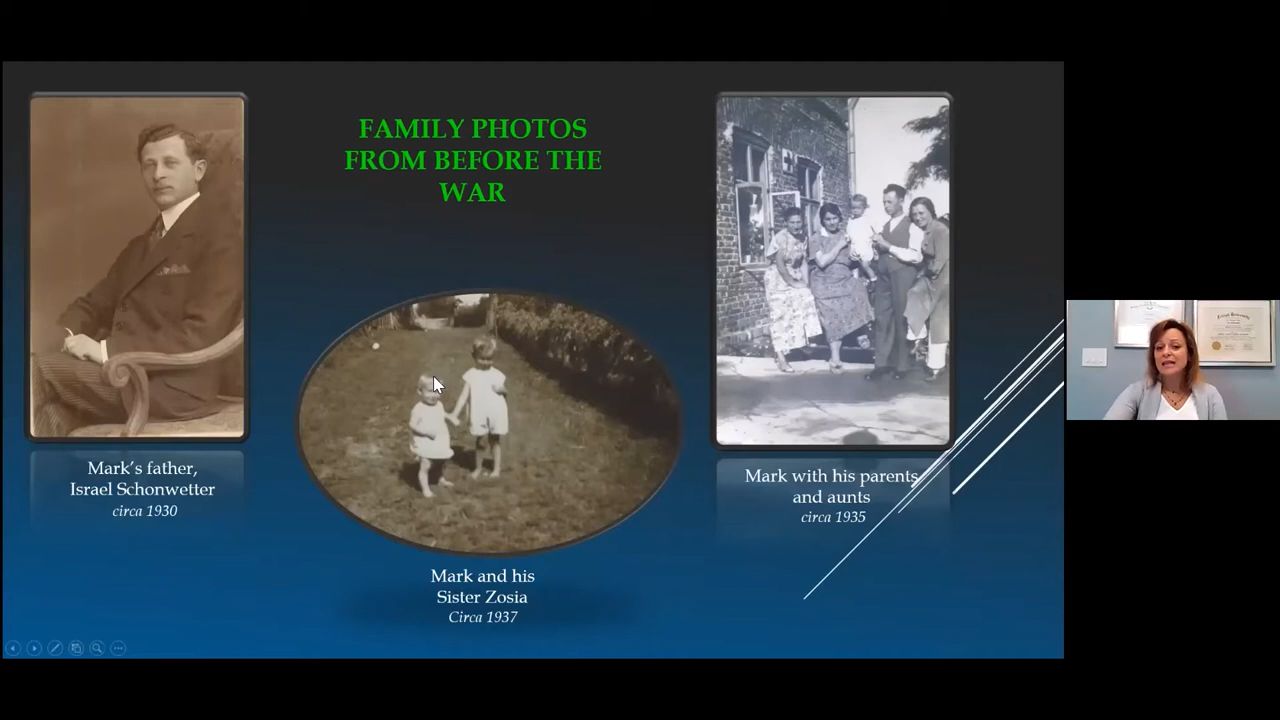 FAMILY PHOTOS
FROM BEFORE THE
WAR
Mark’s father,
Israel Schonwetter
circa 1930
Mark and his
Sister Zosia
Circa 1937
Mark with his parents
and aunts
circa 1935